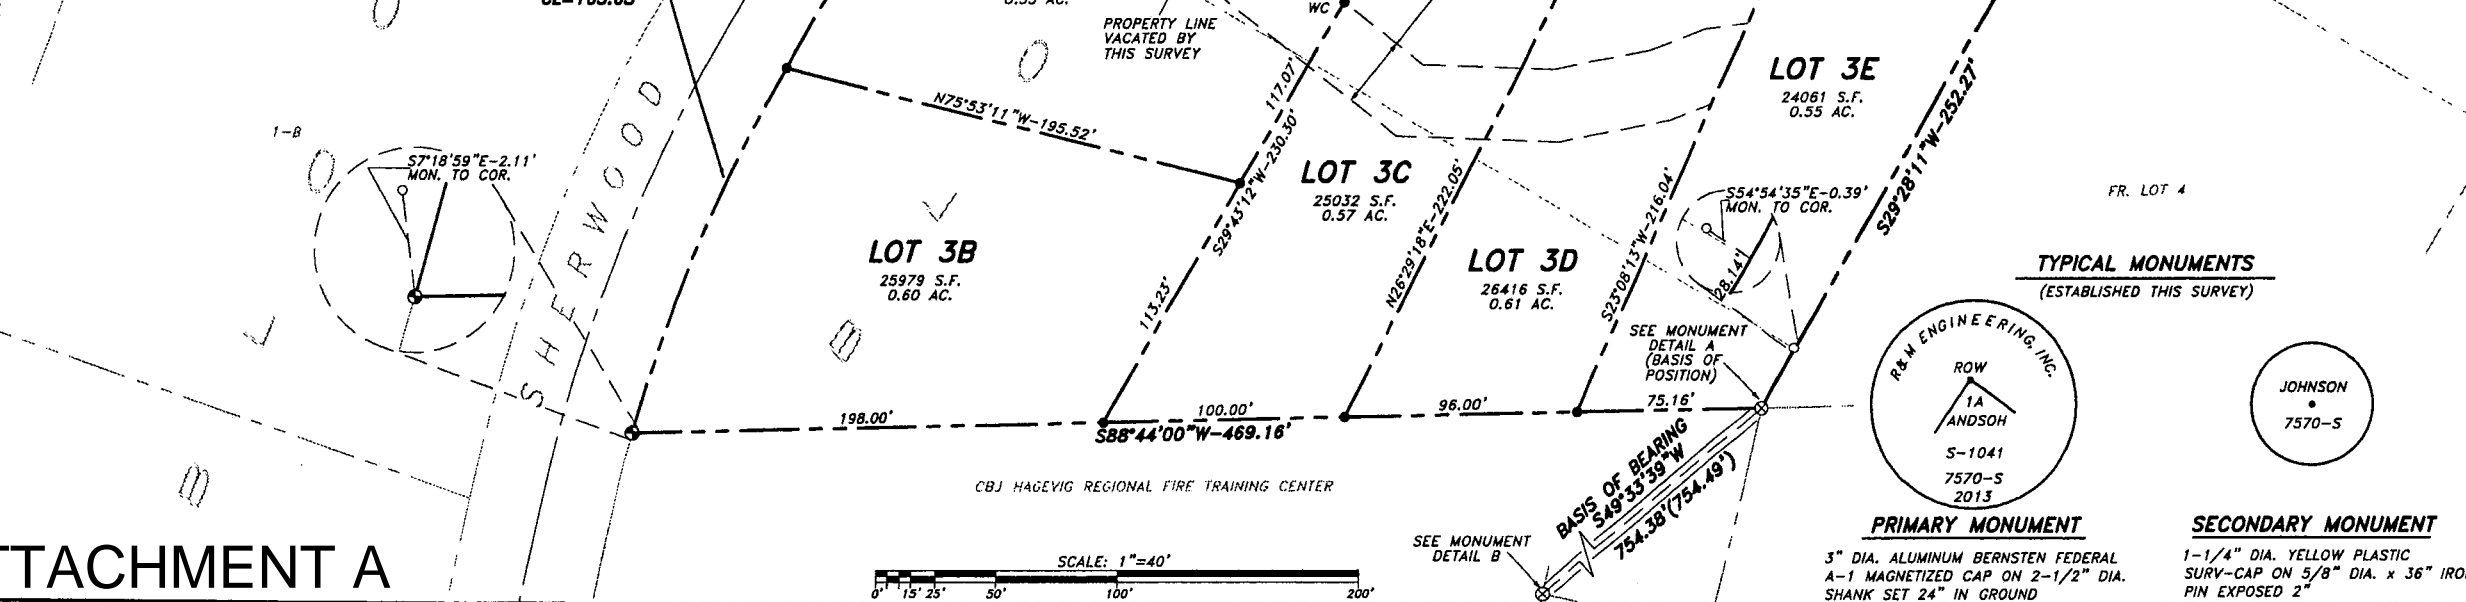 WC
PROPERTY LINE
VACATED BY
THIS SURVEY
1-B
S7°18'59"E-2.11'
MON. TO COR.
SHERWOOD
N75°53'11"W-195.52'
117.07'
S29°43'12"W-230.30'
113.23'
LOT 3B
25979 S.F.
0.60 AC.
LOT 3C
25032 S.F.
0.57 AC.
N26°29'18"E-222.05'
LOT 3D
26416 S.F.
0.61 AC.
S23°08'13"W-216.04'
LOT 3E
24061 S.F.
0.55 AC.
S29°28'11"W-252.27'
S54°54'35"E-0.39'
MON. TO COR.
28.14'
FR. LOT 4
SEE MONUMENT
DETAIL A
(BASIS OF
POSITION)
198.00'
100.00'
96.00'
75.16'
S88°44'00"W-469.16'
CBJ HAGEVIG REGIONAL FIRE TRAINING CENTER
BASIS OF BEARING
S49°33'39"W
754.38'(754.49')
SEE MONUMENT
DETAIL B
SCALE: 1"=40'
0' 15' 25' 50' 100' 200'
TYPICAL MONUMENTS
(ESTABLISHED THIS SURVEY)
R&M ENGINEERING, INC.
ROW
1A
ANDSOH
S-1041
7570-S
2013
PRIMARY MONUMENT
3" DIA. ALUMINUM BERNSTEN FEDERAL
A-1 MAGNETIZED CAP ON 2-1/2" DIA.
SHANK SET 24" IN GROUND
JOHNSON
7570-S
SECONDARY MONUMENT
1-1/4" DIA. YELLOW PLASTIC
SURV-CAP ON 5/8" DIA. x 36" IRO
PIN EXPOSED 2"
TTACHMENT A